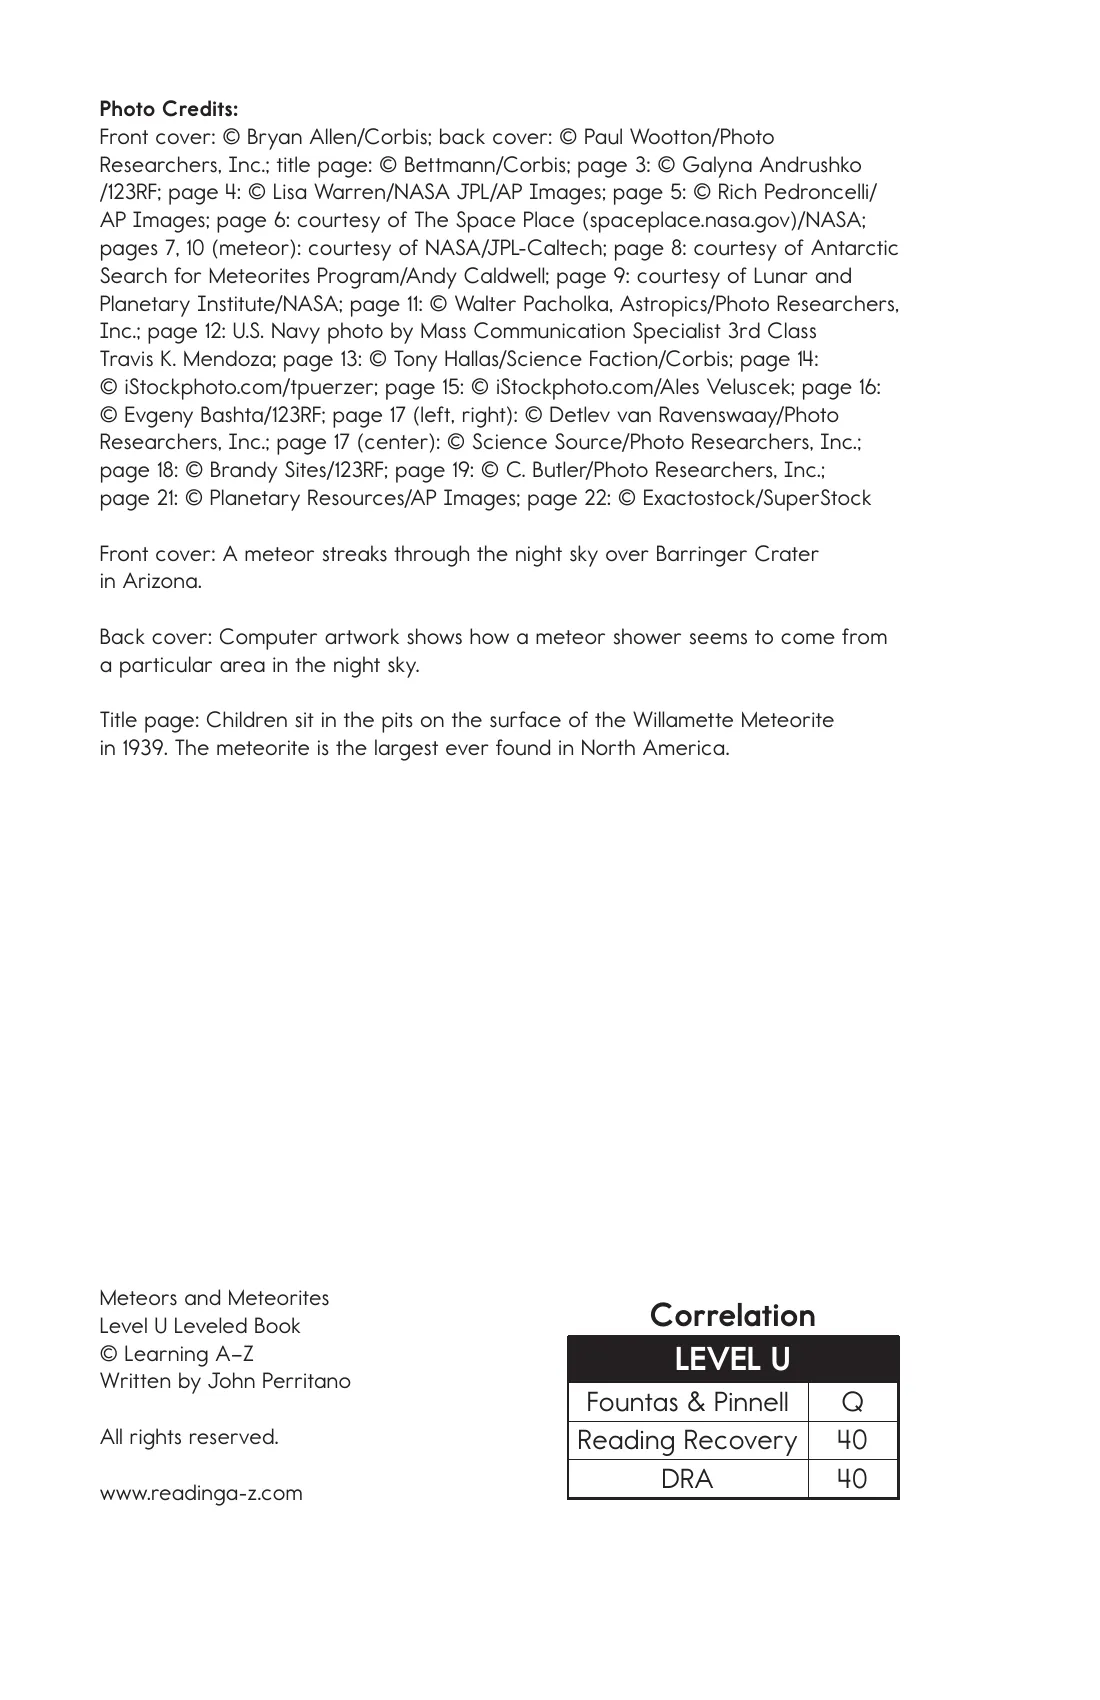 Photo Credits:
Front cover: © Bryan Allen/Corbis; back cover: © Paul Wootton/Photo
Researchers, Inc.; title page: © Bettmann/Corbis; page 3: © Galyna Andrushko
/123RF; page 4: © Lisa Warren/NASA JPL/AP Images; page 5: © Rich Pedroncelli/
AP Images; page 6: courtesy of The Space Place (spaceplace.nasa.gov)/NASA;
pages 7, 10 (meteor): courtesy of NASA/JPL-Caltech; page 8: courtesy of Antarctic
Search for Meteorites Program/Andy Caldwell; page 9: courtesy of Lunar and
Planetary Institute/NASA; page 11: © Walter Pacholka, Astropics/Photo Researchers,
Inc.; page 12: U.S. Navy photo by Mass Communication Specialist 3rd Class
Travis K. Mendoza; page 13: © Tony Hallas/Science Faction/Corbis; page 14:
© iStockphoto.com/tpuerzer; page 15: © iStockphoto.com/Ales Veluscek; page 16:
© Evgeny Bashta/123RF; page 17 (left, right): © Detlev van Ravenswaay/Photo
Researchers, Inc.; page 17 (center): © Science Source/Photo Researchers, Inc.;
page 18: © Brandy Sites/123RF; page 19: © C. Butler/Photo Researchers, Inc.;
page 21: © Planetary Resources/AP Images; page 22: © Exactostock/SuperStock
Front cover: A meteor streaks through the night sky over Barringer Crater
in Arizona.
Back cover: Computer artwork shows how a meteor shower seems to come from
a particular area in the night sky.
Title page: Children sit in the pits on the surface of the Willamette Meteorite
in 1939. The meteorite is the largest ever found in North America.
Meteors and Meteorites
Level U Leveled Book
© Learning A–Z
Written by John Perritano
All rights reserved.
www.readinga-z.com
Correlation
LEVEL U
Fountas & Pinnell Q
Reading Recovery 40
DRA 40